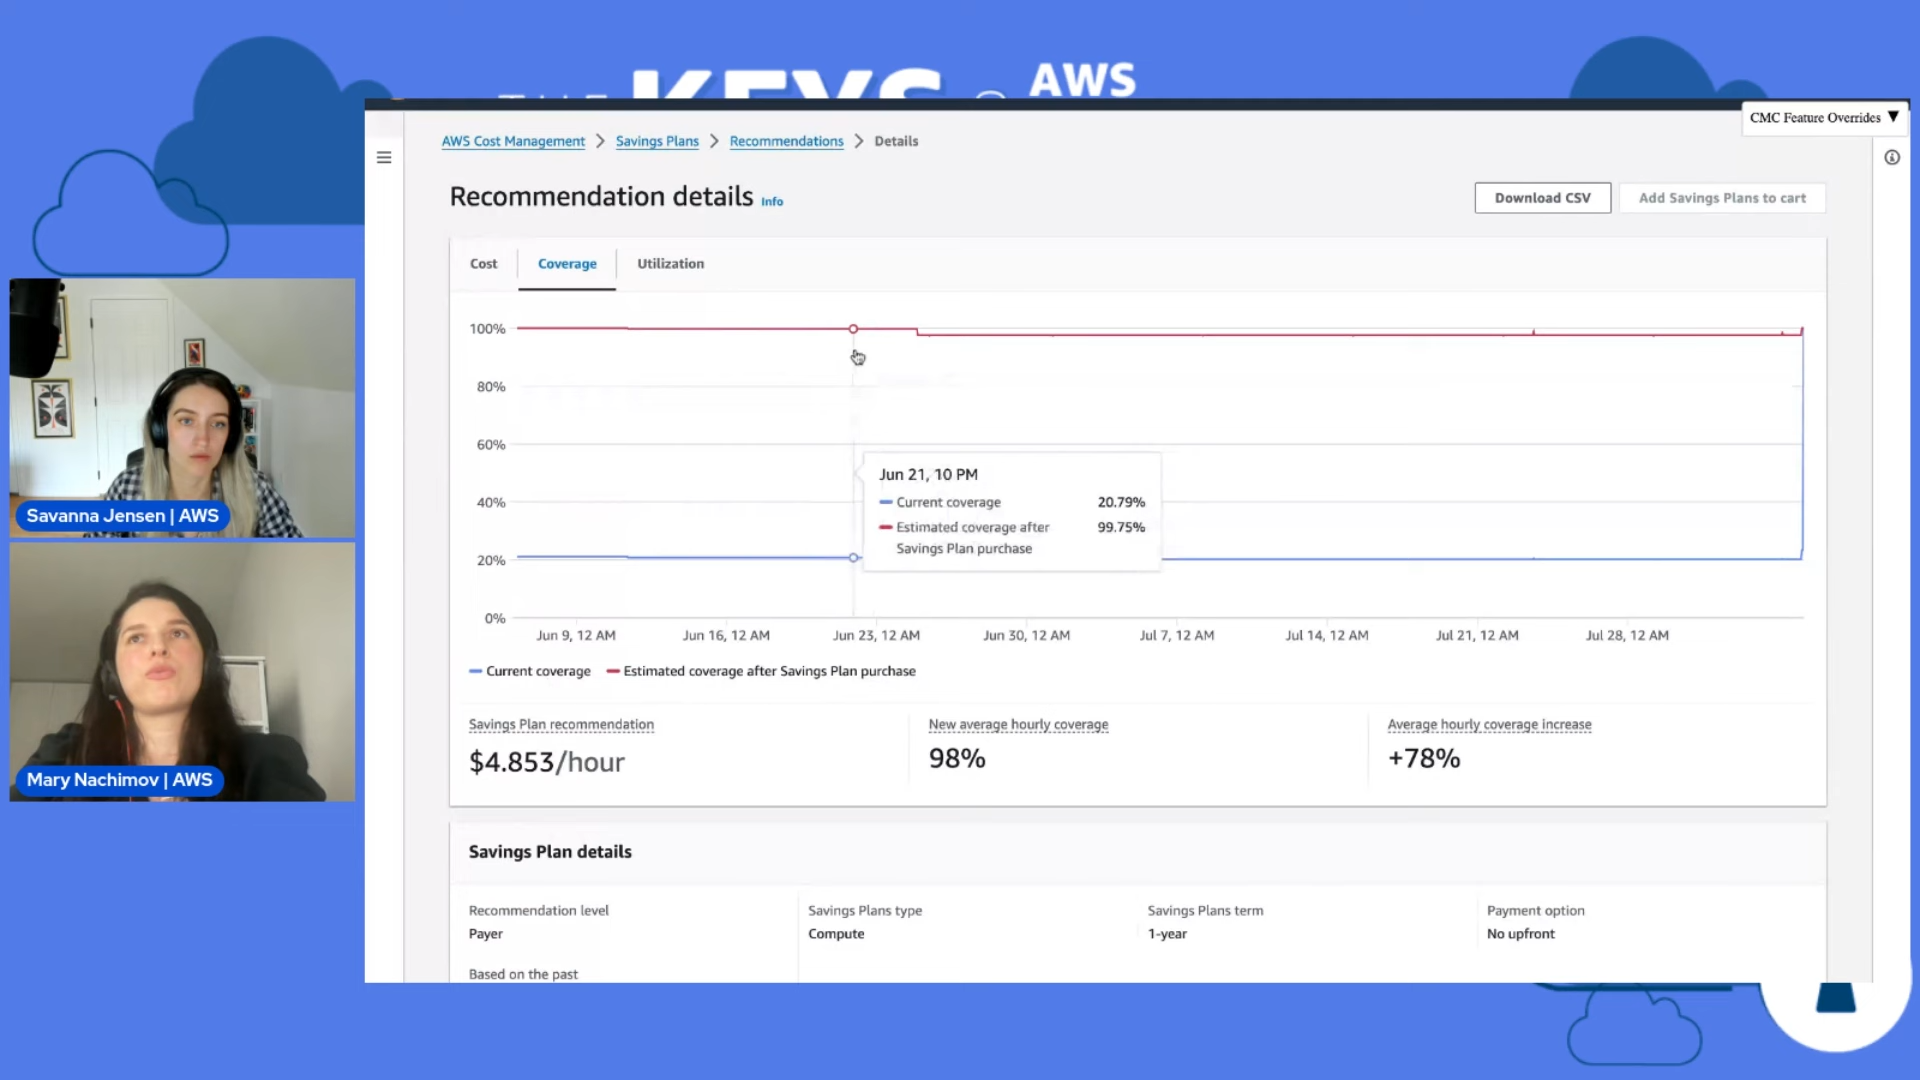 THE KEYS AWS
CMC Feature Overrides ▼
AWS Cost Management > Savings Plans > Recommendations > Details
Recommendation details Info
Download CSV
Add Savings Plans to cart
Cost
Coverage
Utilization
100%
80%
60%
40%
20%
0%
Jun 21, 10 PM
Current coverage 20.79%
Estimated coverage after 99.75%
Savings Plan purchase
Jun 9, 12 AM
Jun 16, 12 AM
Jun 23, 12 AM
Jun 30, 12 AM
Jul 7, 12 AM
Jul 14, 12 AM
Jul 21, 12 AM
Jul 28, 12 AM
Current coverage
Estimated coverage after Savings Plan purchase
Savings Plan recommendation
$4.853/hour
New average hourly coverage
98%
Average hourly coverage increase
+78%
Savings Plan details
Recommendation level
Payer
Savings Plans type
Compute
Savings Plans term
1-year
Payment option
No upfront
Based on the past
Savanna Jensen | AWS
Mary Nachimov | AWS